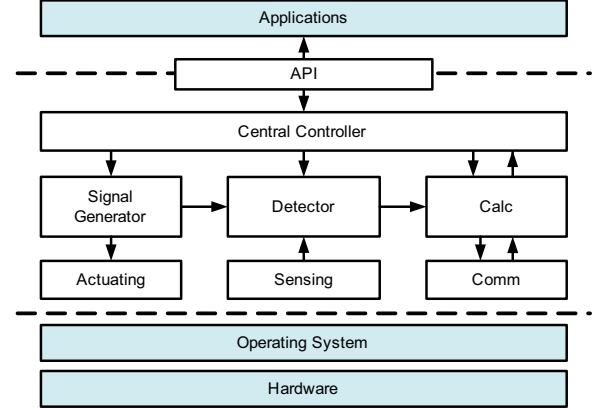 Applications
API
Central Controller
Signal
Generator
Detector
Calc
Actuating
Sensing
Comm
Operating System
Hardware